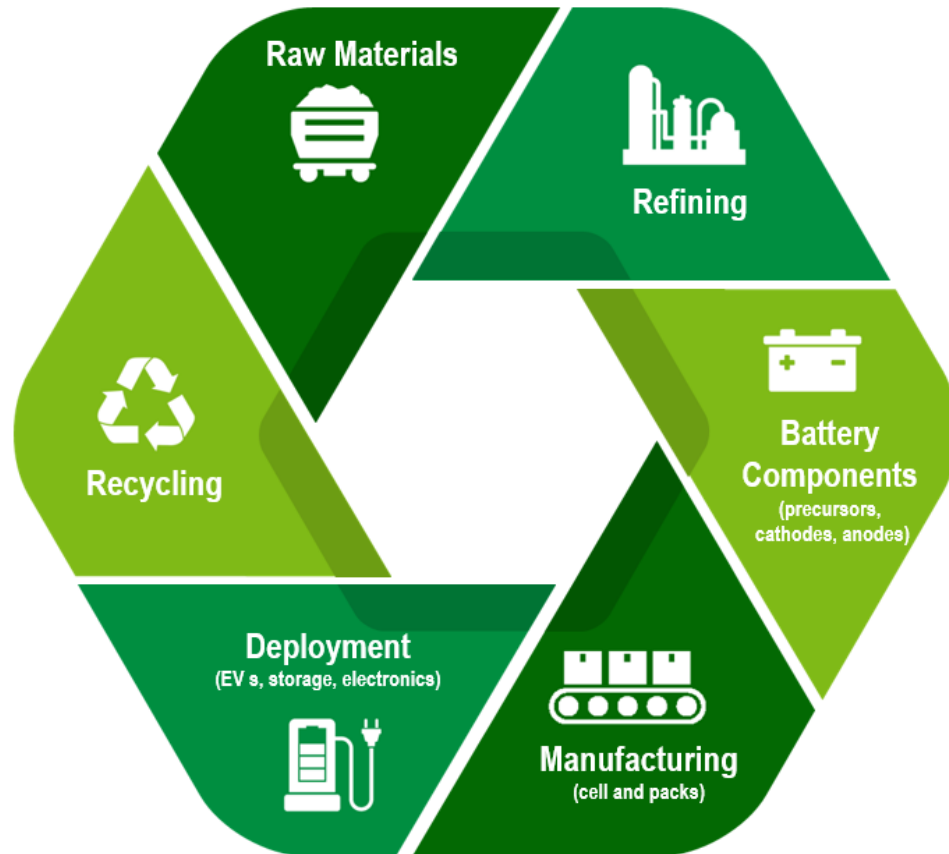 Raw Materials
Refining
Battery
Components
(precursors,
cathodes, anodes)
Manufacturing
(cell and packs)
Deployment
(EV s, storage, electronics)
Recycling